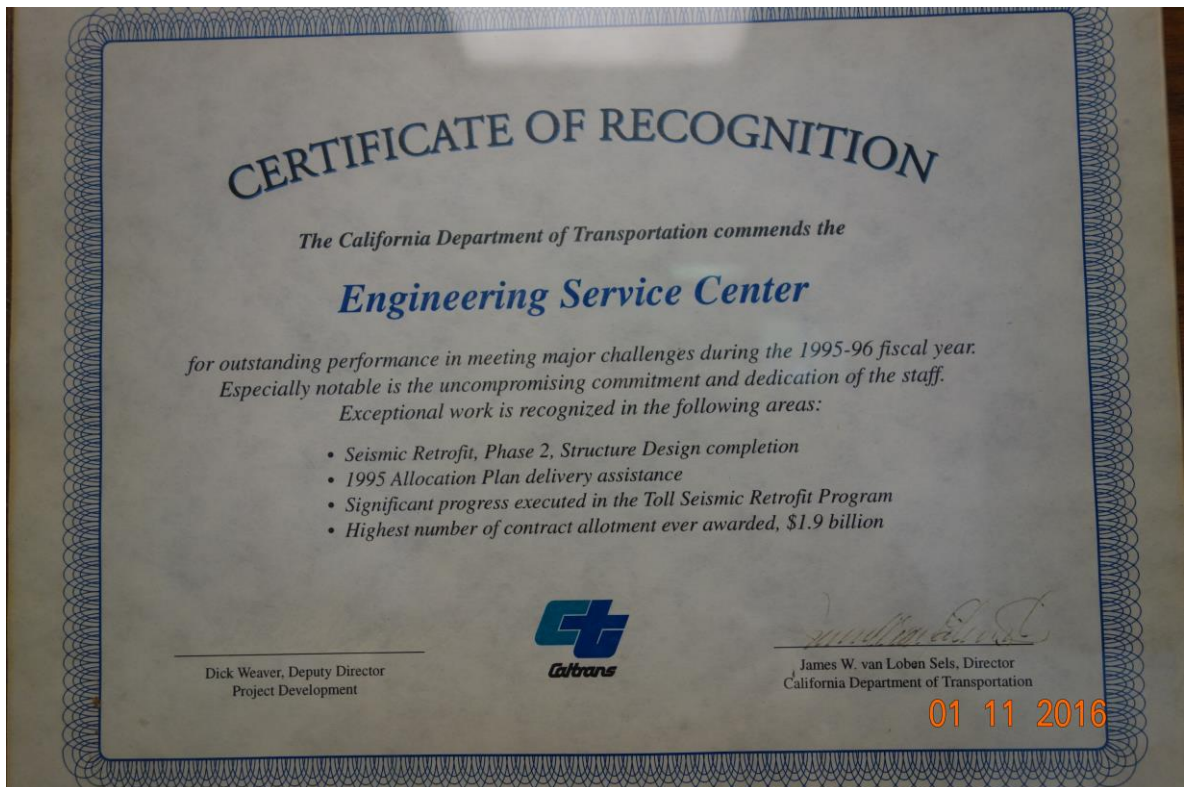 CERTIFICATE OF RECOGNITION
The California Department of Transportation commends the
Engineering Service Center
for outstanding performance in meeting major challenges during the 1995-96 fiscal year.
Especially notable is the uncompromising commitment and dedication of the staff.
Exceptional work is recognized in the following areas:
• Seismic Retrofit, Phase 2, Structure Design completion
• 1995 Allocation Plan delivery assistance
• Significant progress executed in the Toll Seismic Retrofit Program
• Highest number of contract allotment ever awarded, $1.9 billion
Dick Weaver, Deputy Director
Project Development
ct
Caltrans
James W. van Loben Sels, Director
California Department of Transportation
01 11 2016